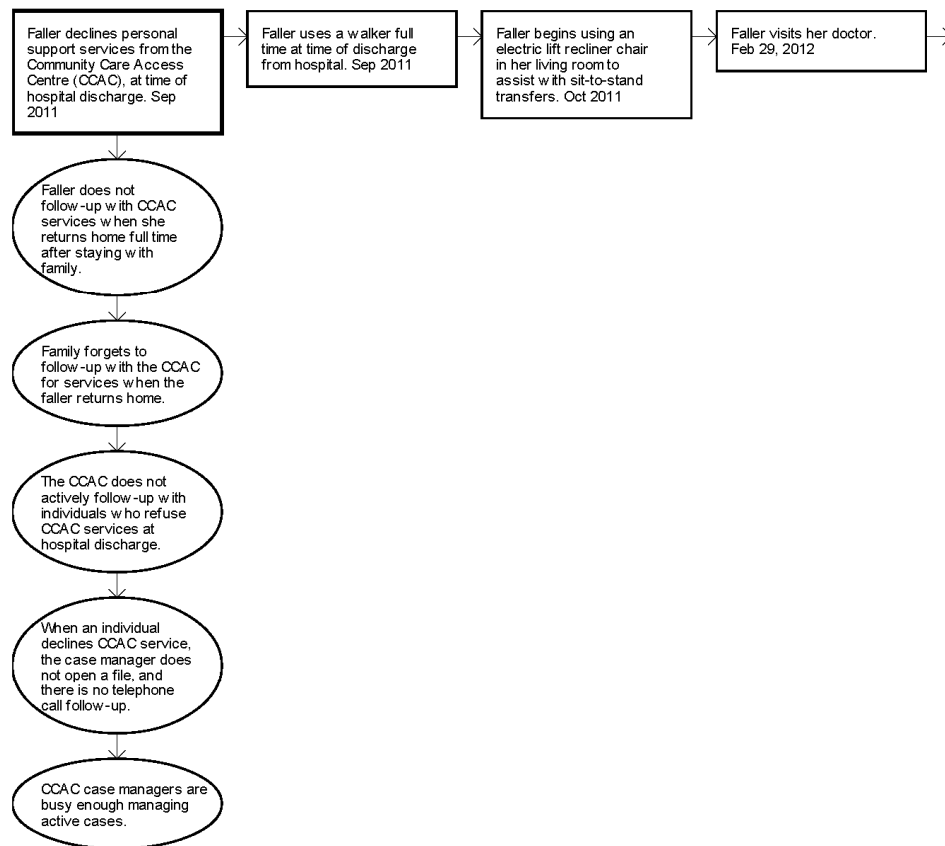 Faller declines personal
support services from the
Community Care Access
Centre (CCAC), at time of
hospital discharge. Sep
2011
Faller uses a walker full
time at time of discharge
from hospital. Sep 2011
Faller begins using an
electric lift recliner chair
in her living room to
assist with sit-to-stand
transfers. Oct 2011
Faller visits her doctor.
Feb 29, 2012
Faller does not
follow-up with CCAC
services when she
returns home full time
after staying with
family.
Family forgets to
follow-up with the CCAC
for services when the
faller returns home.
The CCAC does not
actively follow-up with
individuals who refuse
CCAC services at
hospital discharge.
When an individual
declines CCAC service,
the case manager does
not open a file, and
there is no telephone
call follow-up.
CCAC case managers are
busy enough managing
active cases.